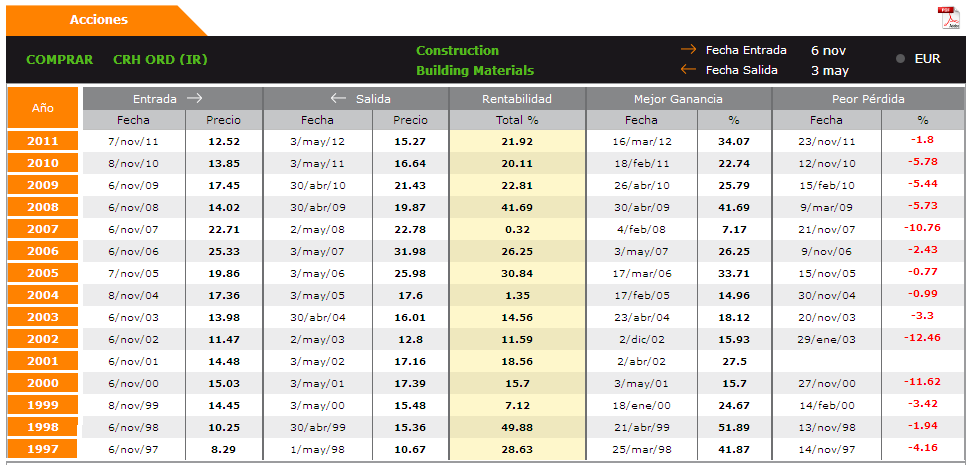 Acciones
PDF
Adobe
COMPRAR CRH ORD (IR) Construction Building Materials → Fecha Entrada 6 nov ← Fecha Salida 3 may EUR
Año Entrada → ← Salida Rentabilidad Mejor Ganancia Peor Pérdida
Fecha Precio Fecha Precio Total % Fecha % Fecha %
2011 7/nov/11 12.52 3/may/12 15.27 21.92 16/mar/12 34.07 23/nov/11 -1.8
2010 8/nov/10 13.85 3/may/11 16.64 20.11 18/feb/11 22.74 12/nov/10 -5.78
2009 6/nov/09 17.45 30/abr/10 21.43 22.81 26/abr/10 25.79 15/feb/10 -5.44
2008 6/nov/08 14.02 30/abr/09 19.87 41.69 30/abr/09 41.69 9/mar/09 -5.73
2007 6/nov/07 22.71 2/may/08 22.78 0.32 4/feb/08 7.17 21/nov/07 -10.76
2006 6/nov/06 25.33 3/may/07 31.98 26.25 3/may/07 26.25 9/nov/06 -2.43
2005 7/nov/05 19.86 3/may/06 25.98 30.84 17/mar/06 33.71 15/nov/05 -0.77
2004 8/nov/04 17.36 3/may/05 17.6 1.35 17/feb/05 14.96 30/nov/04 -0.99
2003 6/nov/03 13.98 30/abr/04 16.01 14.56 23/abr/04 18.12 20/nov/03 -3.3
2002 6/nov/02 11.47 2/may/03 12.8 11.59 2/dic/02 15.93 29/ene/03 -12.46
2001 6/nov/01 14.48 3/may/02 17.16 18.56 2/abr/02 27.5
2000 6/nov/00 15.03 3/may/01 17.39 15.7 3/may/01 15.7 27/nov/00 -11.62
1999 8/nov/99 14.45 3/may/00 15.48 7.12 18/ene/00 24.67 14/feb/00 -3.42
1998 6/nov/98 10.25 30/abr/99 15.36 49.88 21/abr/99 51.89 13/nov/98 -1.94
1997 6/nov/97 8.29 1/may/98 10.67 28.63 25/mar/98 41.87 14/nov/97 -4.16